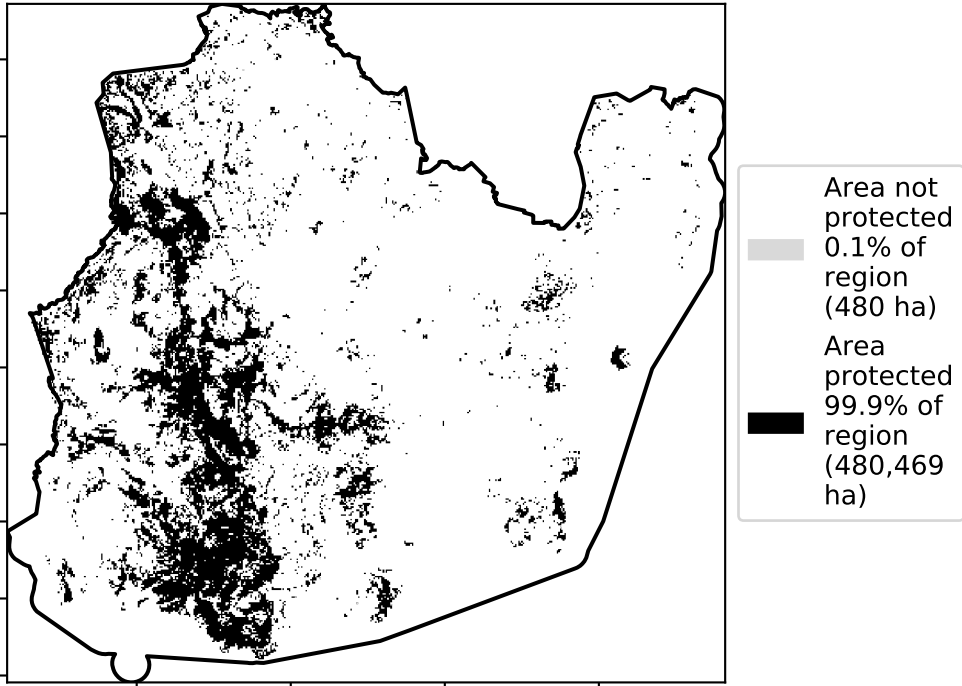 Area not
protected
0.1% of
region
(480 ha)
Area
protected
99.9% of
region
(480,469
ha)